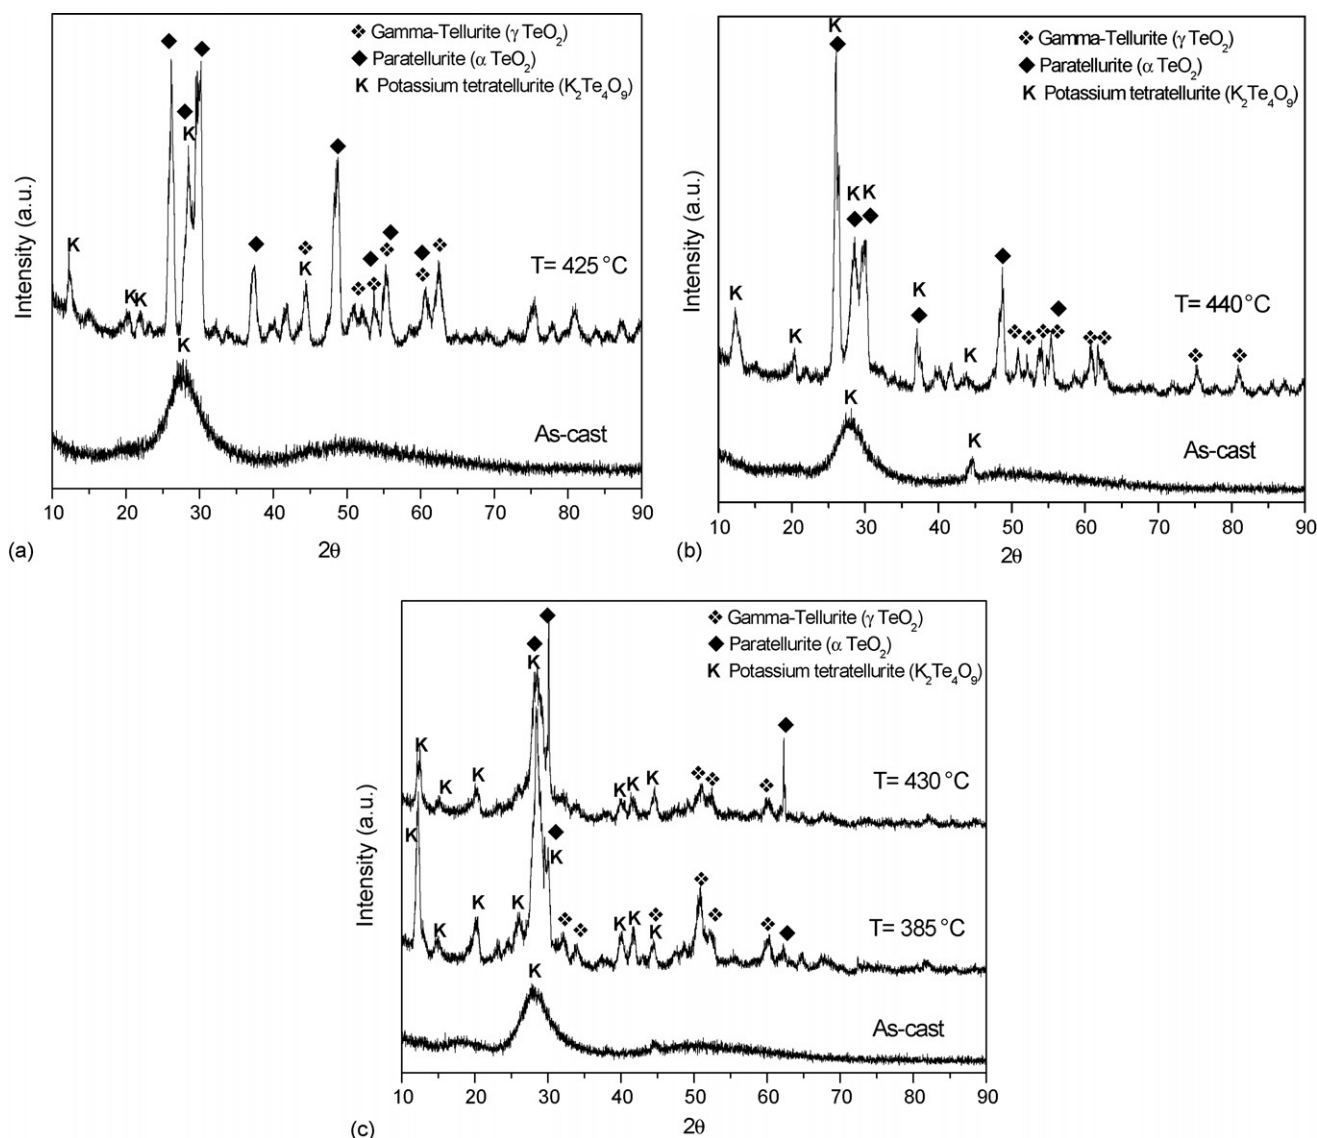 ❖ Gamma-Tellurite (γ TeO₂)
◆ Paratellurite (α TeO₂)
K Potassium tetratellurite (K₂Te₄O₉)
K
K
K K
K
K
T= 425 °C
As-cast
Intensity (a.u.)
10 20 30 40 50 60 70 80 90
2θ
(a)
❖ Gamma-Tellurite (γ TeO₂)
◆ Paratellurite (α TeO₂)
K Potassium tetratellurite (K₂Te₄O₉)
K
K K
K
K
K
K
K
K
T= 440 °C
As-cast
Intensity (a.u.)
10 20 30 40 50 60 70 80 90
2θ
(b)
❖ Gamma-Tellurite (γ TeO₂)
◆ Paratellurite (α TeO₂)
K Potassium tetratellurite (K₂Te₄O₉)
K
K
K K
K K K
T= 430 °C
K
K
K K
K K K
K
T= 385 °C
K
As-cast
Intensity (a.u.)
10 20 30 40 50 60 70 80 90
2θ
(c)